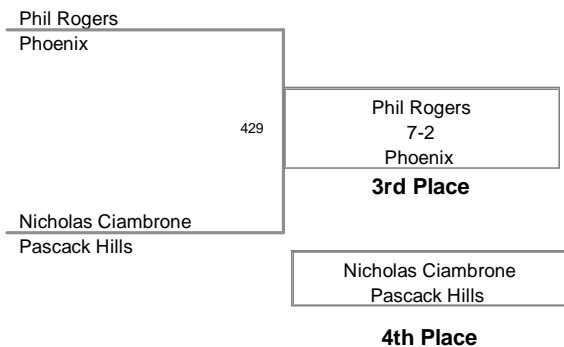 Phil Rogers
Phoenix
429
Phil Rogers
7-2
Phoenix
3rd Place
Nicholas Ciambrone
Pascack Hills
Nicholas Ciambrone
Pascack Hills
4th Place